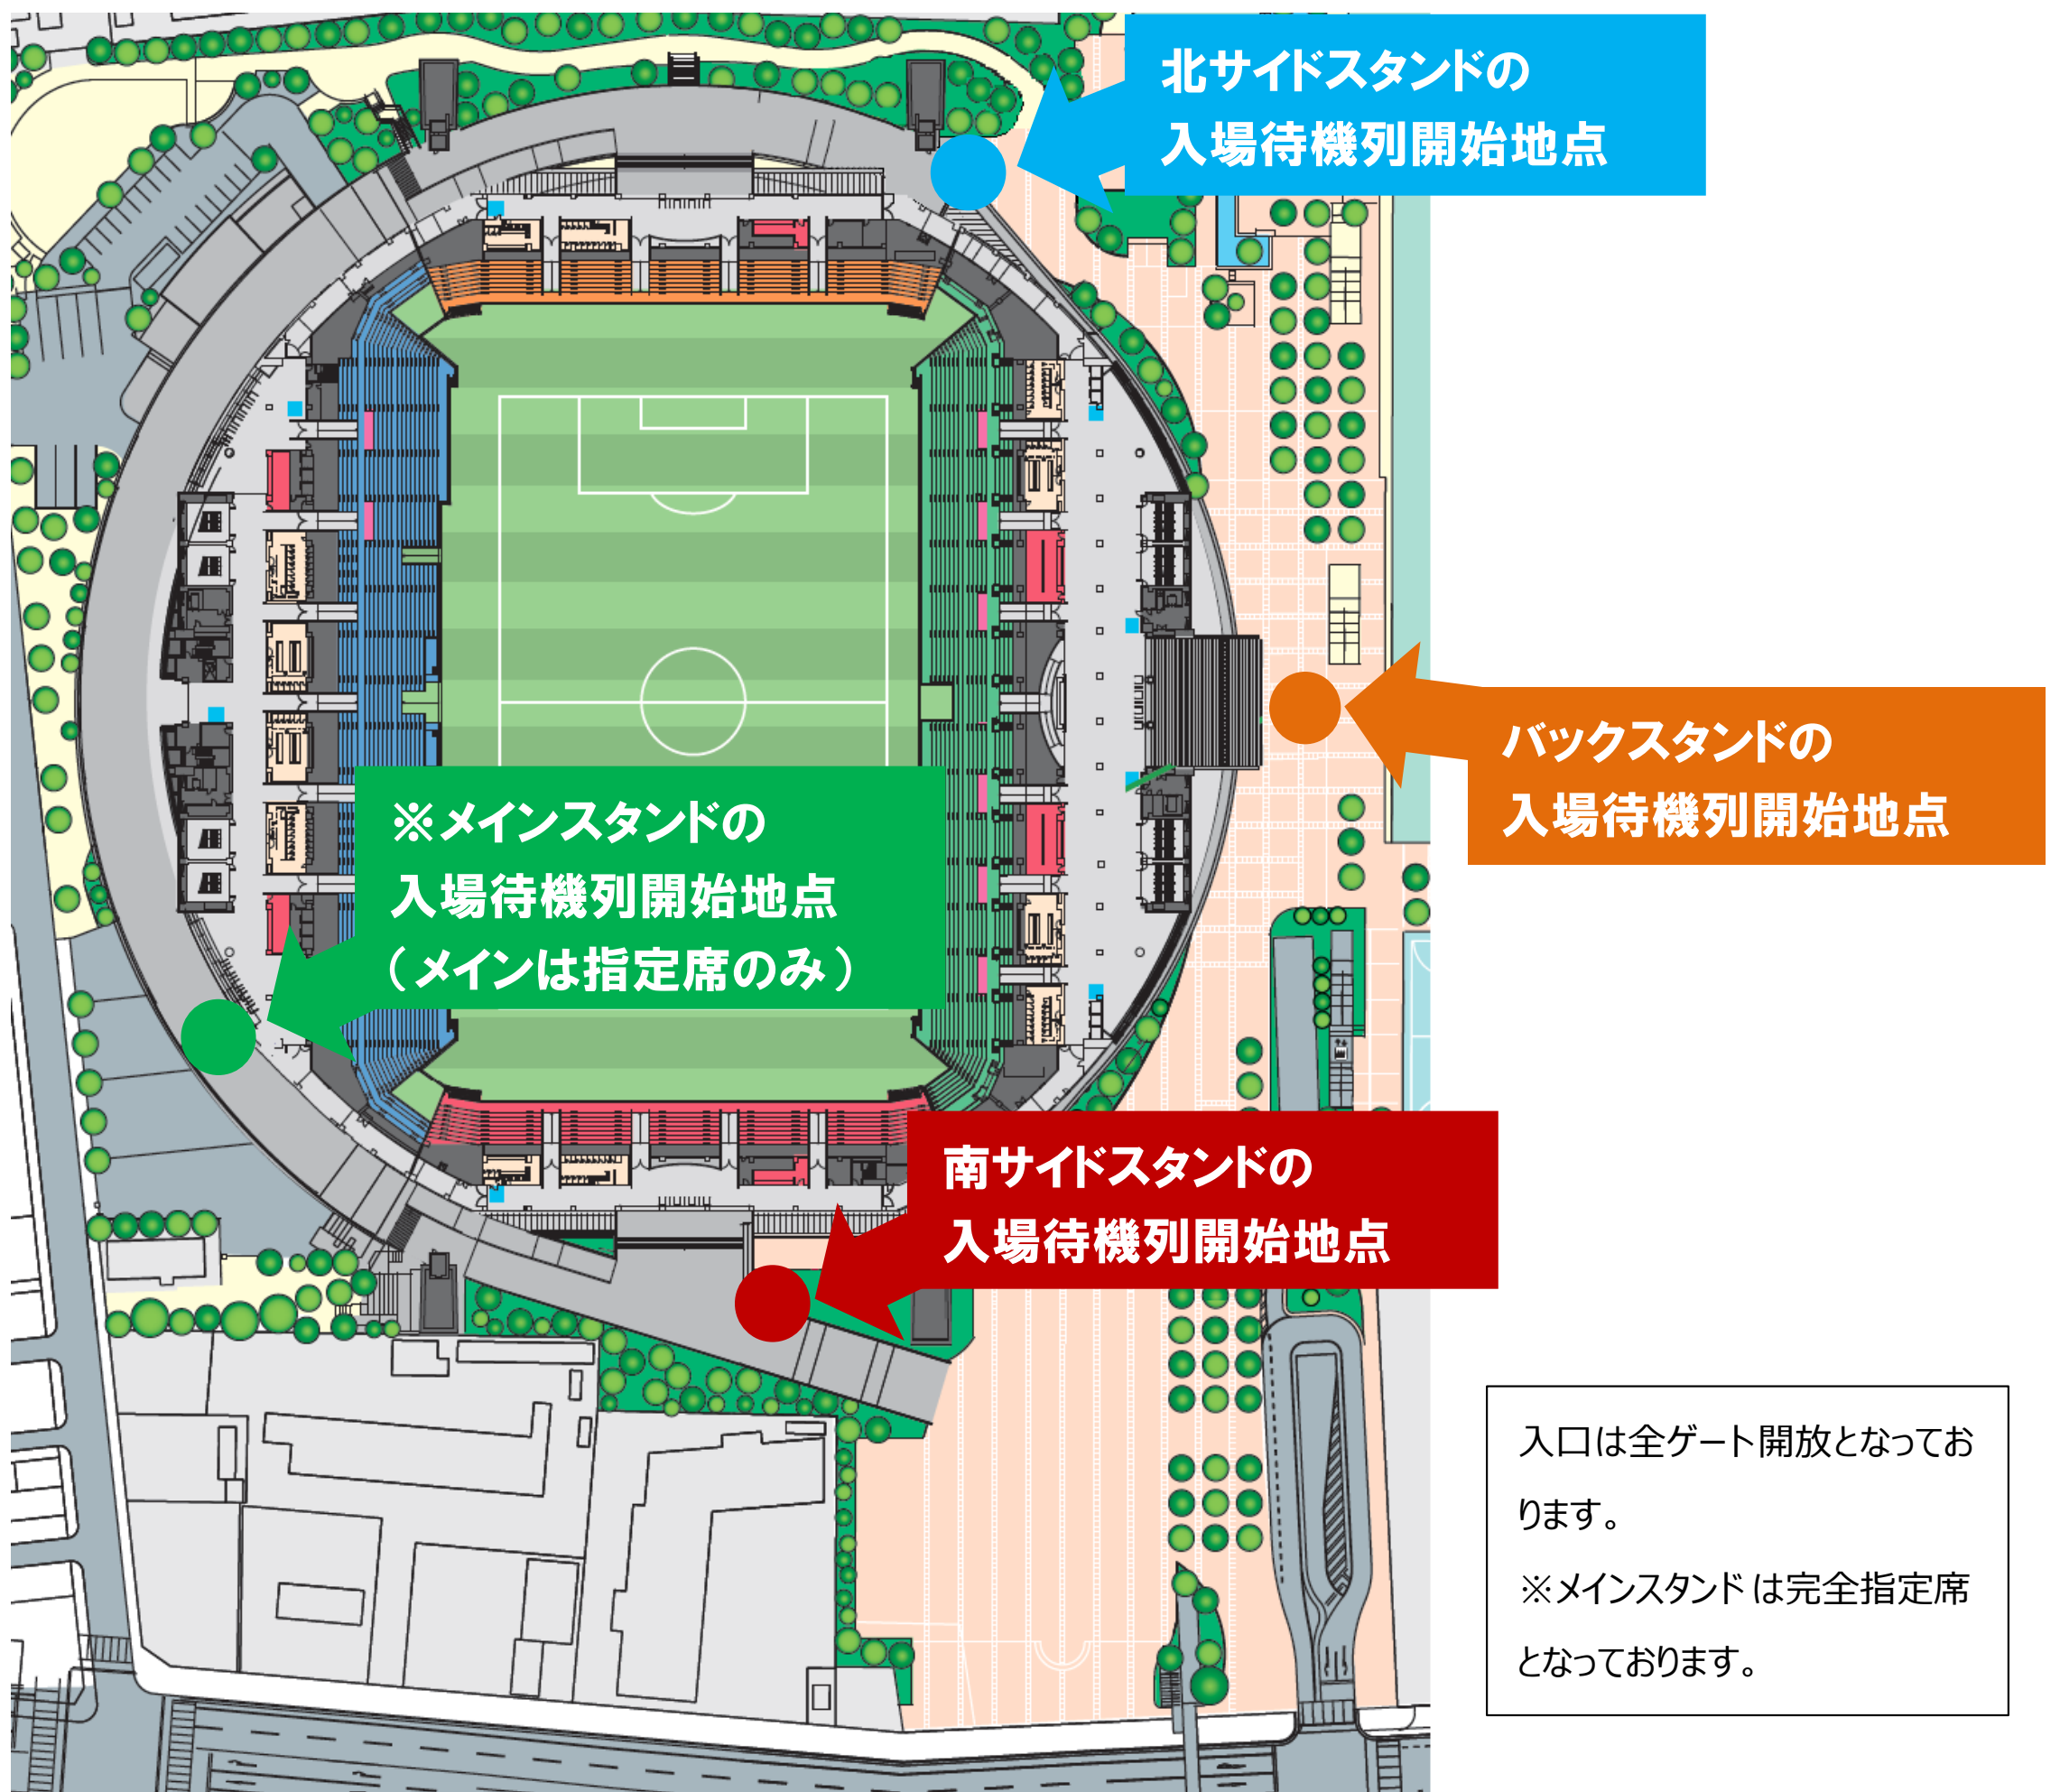 北サイドスタンドの
入場待機列開始地点
バックスタンドの
入場待機列開始地点
※メインスタンドの
入場待機列開始地点
（メインは指定席のみ）
南サイドスタンドの
入場待機列開始地点
入口は全ゲート開放となってお
ります。
※メインスタンドは完全指定席
となっております。